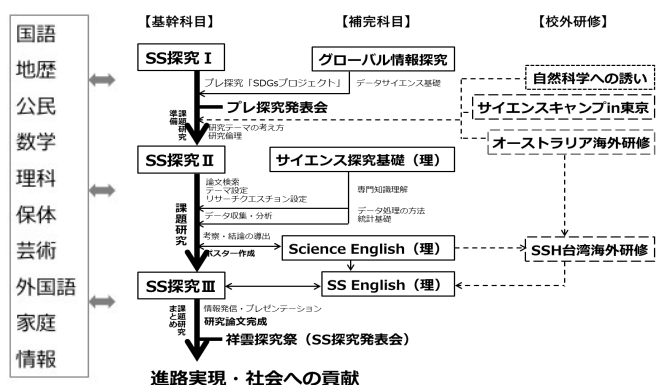 国語
地歴
公民
数学
理科
保体
芸術
外国語
家庭
情報
【基幹科目】
【補完科目】
【校外研修】
SS探究Ⅰ
グローバル情報探究
プレ探究「SDGsプロジェクト」
データサイエンス基礎
プレ探究発表会
課題研究
準備
研究テーマの考え方
研究倫理
自然科学への誘い
サイエンスキャンプin東京
オーストラリア海外研修
SS探究Ⅱ
サイエンス探究基礎（理）
論文検索
テーマ設定
リサーチクエスチョン設定
専門知識理解
課題研究
データ収集・分析
データ処理の方法
統計基礎
考察・結論の導出
ポスター作成
Science English（理）
SSH台湾海外研修
SS探究Ⅲ
SS English（理）
課題研究
まとめ
情報発信・プレゼンテーション
研究論文完成
祥雲探究祭（SS探究発表会）
進路実現・社会への貢献